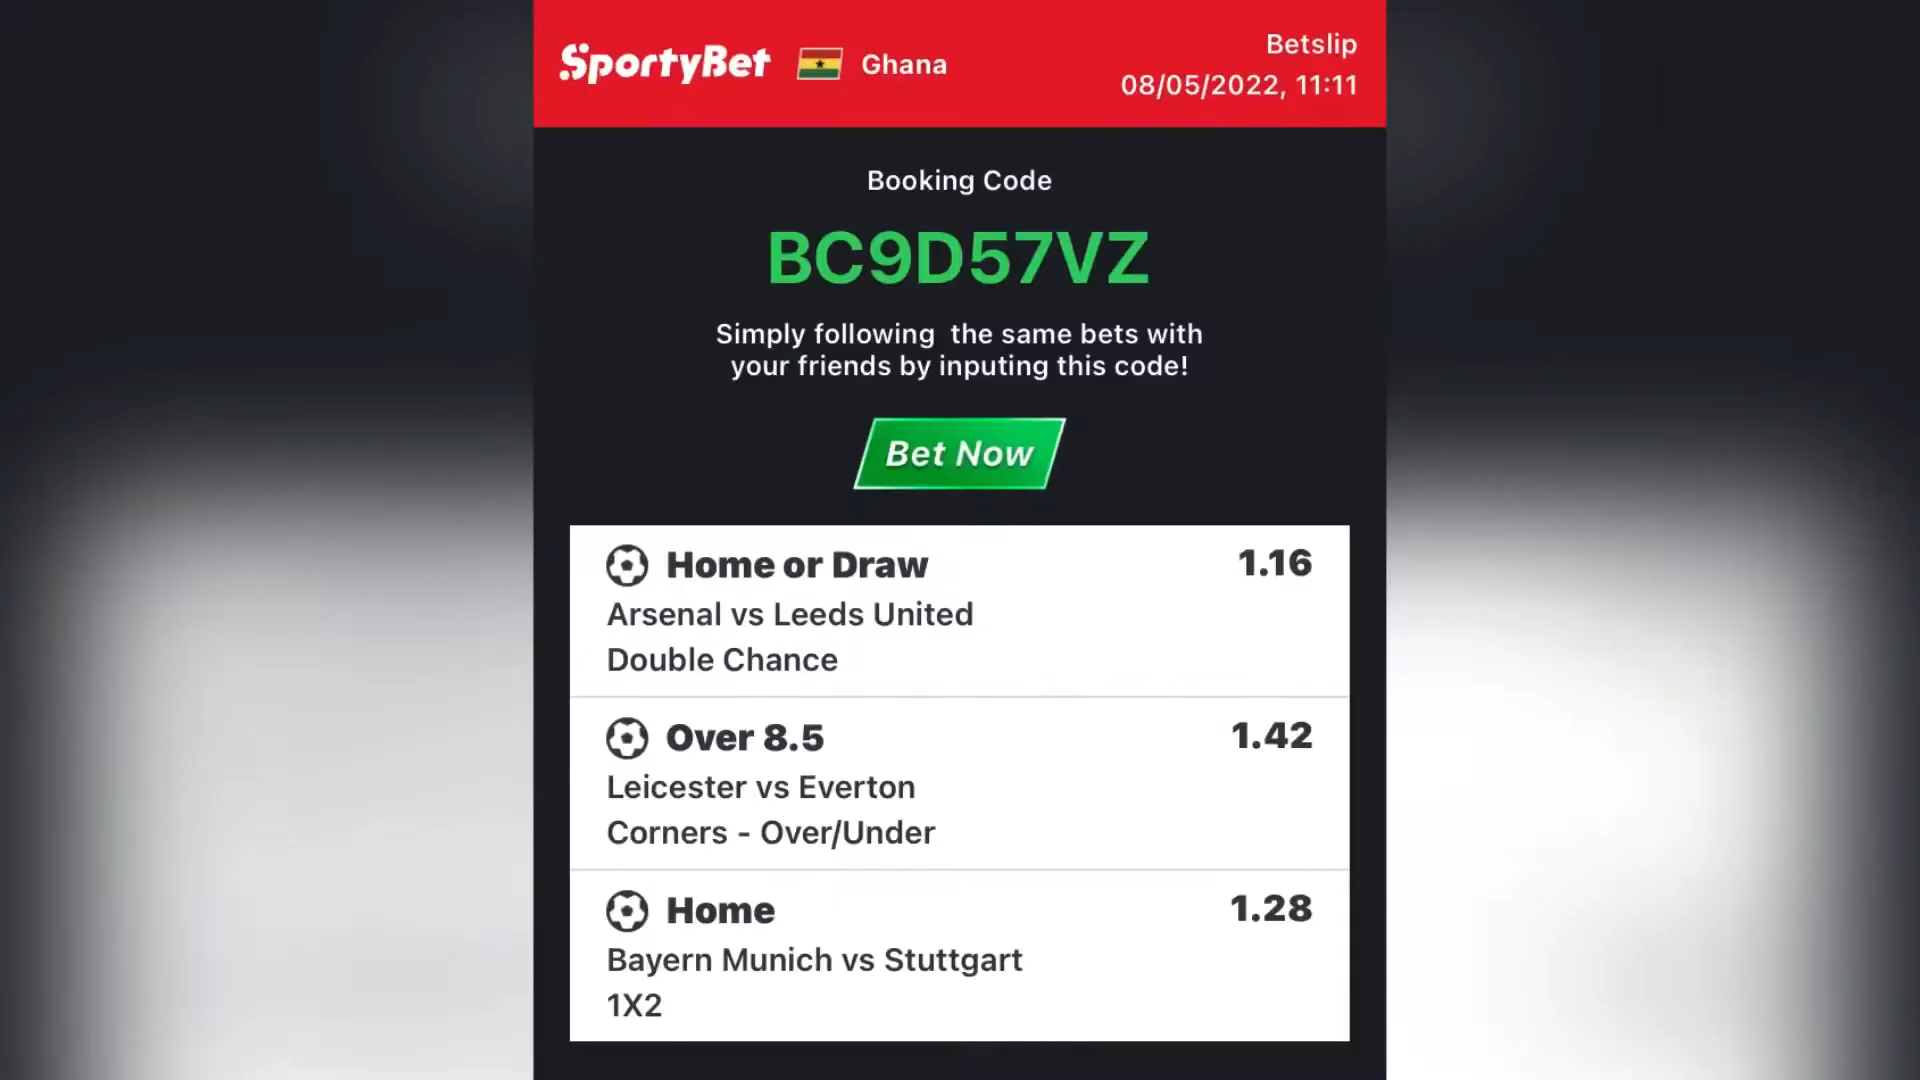 SportyBet Ghana
Betslip
08/05/2022, 11:11
Booking Code
BC9D57VZ
Simply following the same bets with
your friends by inputing this code!
Bet Now
Home or Draw 1.16
Arsenal vs Leeds United
Double Chance
Over 8.5 1.42
Leicester vs Everton
Corners - Over/Under
Home 1.28
Bayern Munich vs Stuttgart
1X2